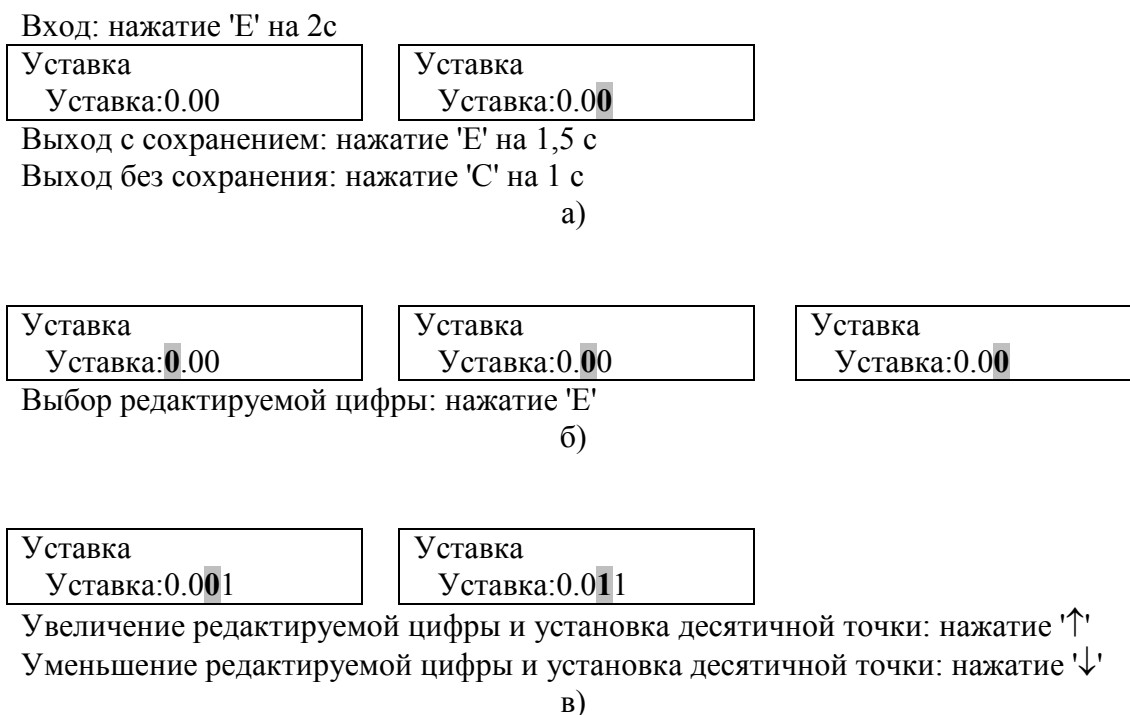 Вход: нажатие 'E' на 2с
Уставка
Уставка:0.00
Уставка
Уставка:0.00
Выход с сохранением: нажатие 'E' на 1,5 с
Выход без сохранения: нажатие 'С' на 1 с
а)
Уставка
Уставка:0.00
Уставка
Уставка:0.00
Уставка
Уставка:0.00
Выбор редактируемой цифры: нажатие 'E'
б)
Уставка
Уставка:0.001
Уставка
Уставка:0.011
Увеличение редактируемой цифры и установка десятичной точки: нажатие '↑'
Уменьшение редактируемой цифры и установка десятичной точки: нажатие '↓'
в)